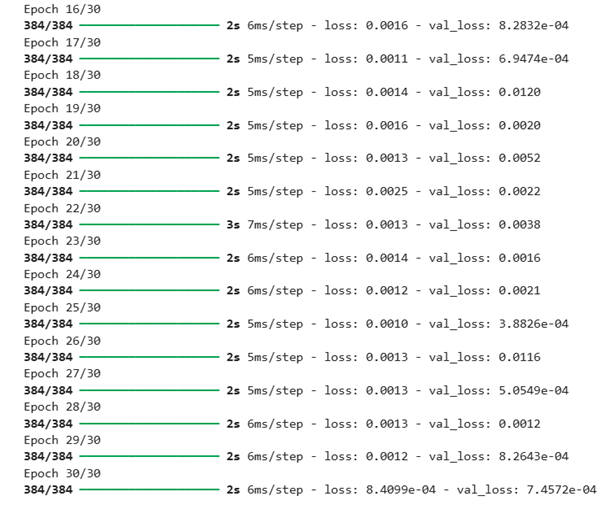 Epoch 16/30
384/384 ━━━━━━━━━━━━━━━━━━━━ 2s 6ms/step - loss: 0.0016 - val_loss: 8.2832e-04
Epoch 17/30
384/384 ━━━━━━━━━━━━━━━━━━━━ 2s 5ms/step - loss: 0.0011 - val_loss: 6.9474e-04
Epoch 18/30
384/384 ━━━━━━━━━━━━━━━━━━━━ 2s 5ms/step - loss: 0.0014 - val_loss: 0.0120
Epoch 19/30
384/384 ━━━━━━━━━━━━━━━━━━━━ 2s 5ms/step - loss: 0.0016 - val_loss: 0.0020
Epoch 20/30
384/384 ━━━━━━━━━━━━━━━━━━━━ 2s 5ms/step - loss: 0.0013 - val_loss: 0.0052
Epoch 21/30
384/384 ━━━━━━━━━━━━━━━━━━━━ 2s 5ms/step - loss: 0.0025 - val_loss: 0.0022
Epoch 22/30
384/384 ━━━━━━━━━━━━━━━━━━━━ 3s 7ms/step - loss: 0.0013 - val_loss: 0.0038
Epoch 23/30
384/384 ━━━━━━━━━━━━━━━━━━━━ 2s 6ms/step - loss: 0.0014 - val_loss: 0.0016
Epoch 24/30
384/384 ━━━━━━━━━━━━━━━━━━━━ 2s 6ms/step - loss: 0.0012 - val_loss: 0.0021
Epoch 25/30
384/384 ━━━━━━━━━━━━━━━━━━━━ 2s 5ms/step - loss: 0.0010 - val_loss: 3.8826e-04
Epoch 26/30
384/384 ━━━━━━━━━━━━━━━━━━━━ 2s 6ms/step - loss: 0.0013 - val_loss: 0.0116
Epoch 27/30
384/384 ━━━━━━━━━━━━━━━━━━━━ 2s 5ms/step - loss: 0.0013 - val_loss: 5.0549e-04
Epoch 28/30
384/384 ━━━━━━━━━━━━━━━━━━━━ 2s 6ms/step - loss: 0.0013 - val_loss: 0.0012
Epoch 29/30
384/384 ━━━━━━━━━━━━━━━━━━━━ 2s 6ms/step - loss: 0.0012 - val_loss: 8.2643e-04
Epoch 30/30
384/384 ━━━━━━━━━━━━━━━━━━━━ 2s 6ms/step - loss: 8.4099e-04 - val_loss: 7.4572e-04